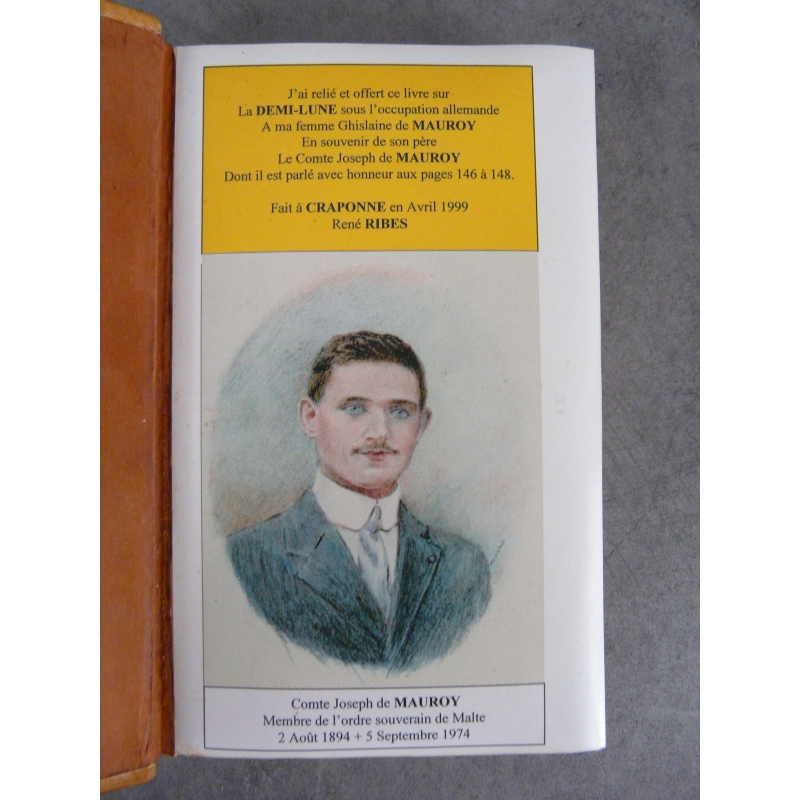 J'ai relié et offert ce livre sur
La DEMI-LUNE sous l'occupation allemande
A ma femme Ghislaine de MAUROY
En souvenir de son père
Le Comte Joseph de MAUROY
Dont il est parlé avec honneur aux pages 146 à 148.
Fait à CRAPONNE en Avril 1999
René RIBES
Comte Joseph de MAUROY
Membre de l'ordre souverain de Malte
2 Août 1894 + 5 Septembre 1974